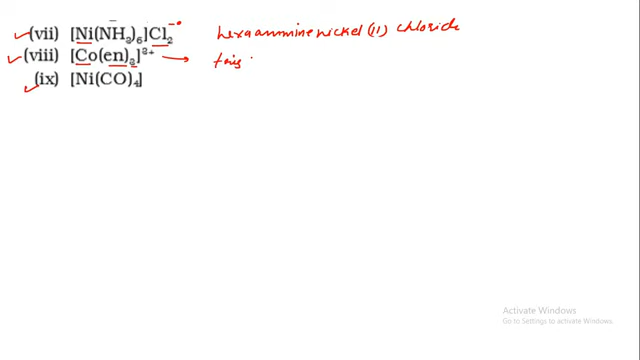 (vii) [Ni(NH3)6]Cl2 hexaammine nickel (II) chloride
(viii) [Co(en)3]3+ → tris
(ix) [Ni(CO)4]
Activate Windows
Go to Settings to activate Windows.